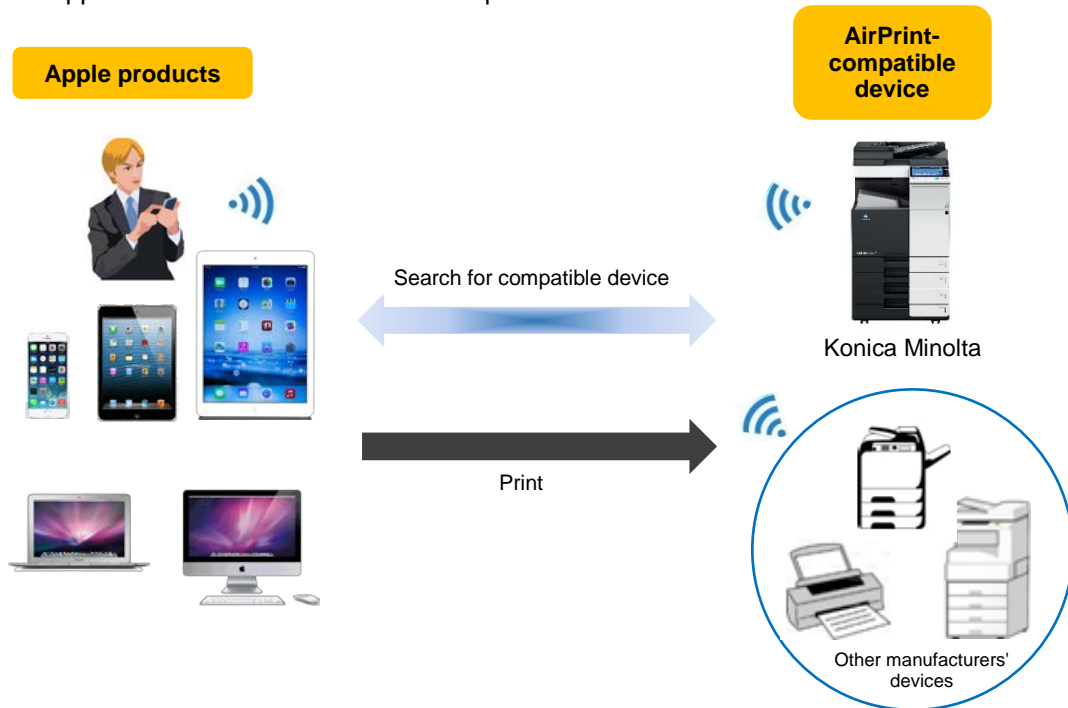 Apple products
AirPrint-
compatible
device
Search for compatible device
Konica Minolta
Print
Other manufacturers'
devices